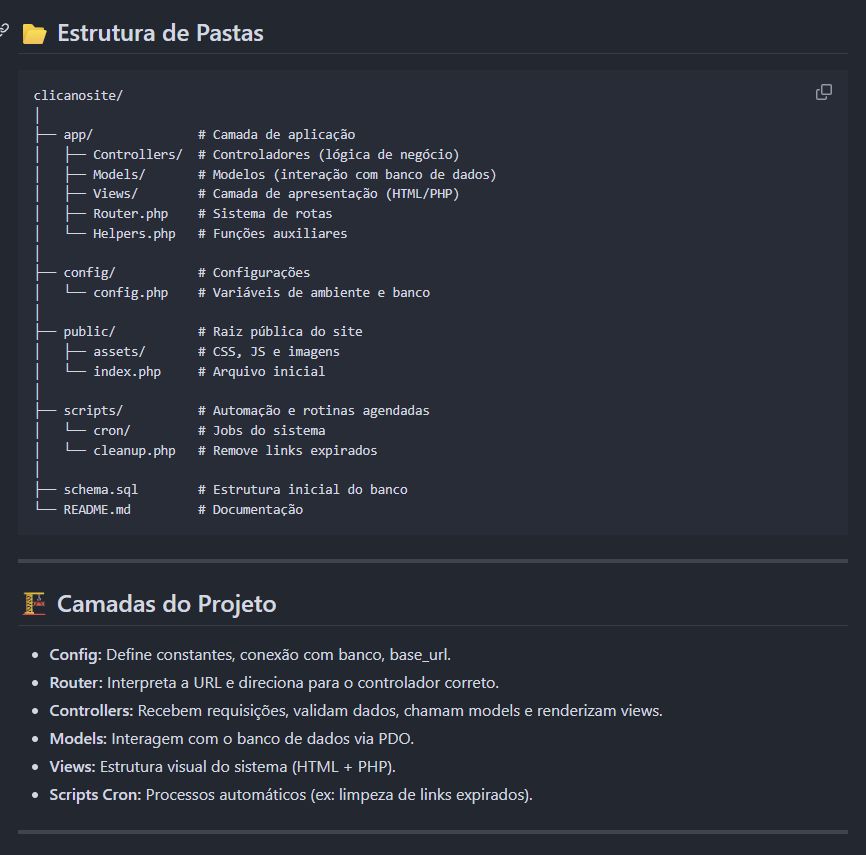 📂 Estrutura de Pastas
clicanosite/
│
├── app/              # Camada de aplicação
│   ├── Controllers/  # Controladores (lógica de negócio)
│   ├── Models/       # Modelos (interação com banco de dados)
│   ├── Views/        # Camada de apresentação (HTML/PHP)
│   ├── Router.php    # Sistema de rotas
│   └── Helpers.php   # Funções auxiliares
│
├── config/           # Configurações
│   └── config.php    # Variáveis de ambiente e banco
│
├── public/           # Raiz pública do site
│   ├── assets/       # CSS, JS e imagens
│   └── index.php     # Arquivo inicial
│
├── scripts/          # Automação e rotinas agendadas
│   └── cron/         # Jobs do sistema
│   └── cleanup.php   # Remove links expirados
│
├── schema.sql        # Estrutura inicial do banco
└── README.md         # Documentação
🏗️ Camadas do Projeto
• Config: Define constantes, conexão com banco, base_url.
• Router: Interpreta a URL e direciona para o controlador correto.
• Controllers: Recebem requisições, validam dados, chamam models e renderizam views.
• Models: Interagem com o banco de dados via PDO.
• Views: Estrutura visual do sistema (HTML + PHP).
• Scripts Cron: Processos automáticos (ex: limpeza de links expirados).